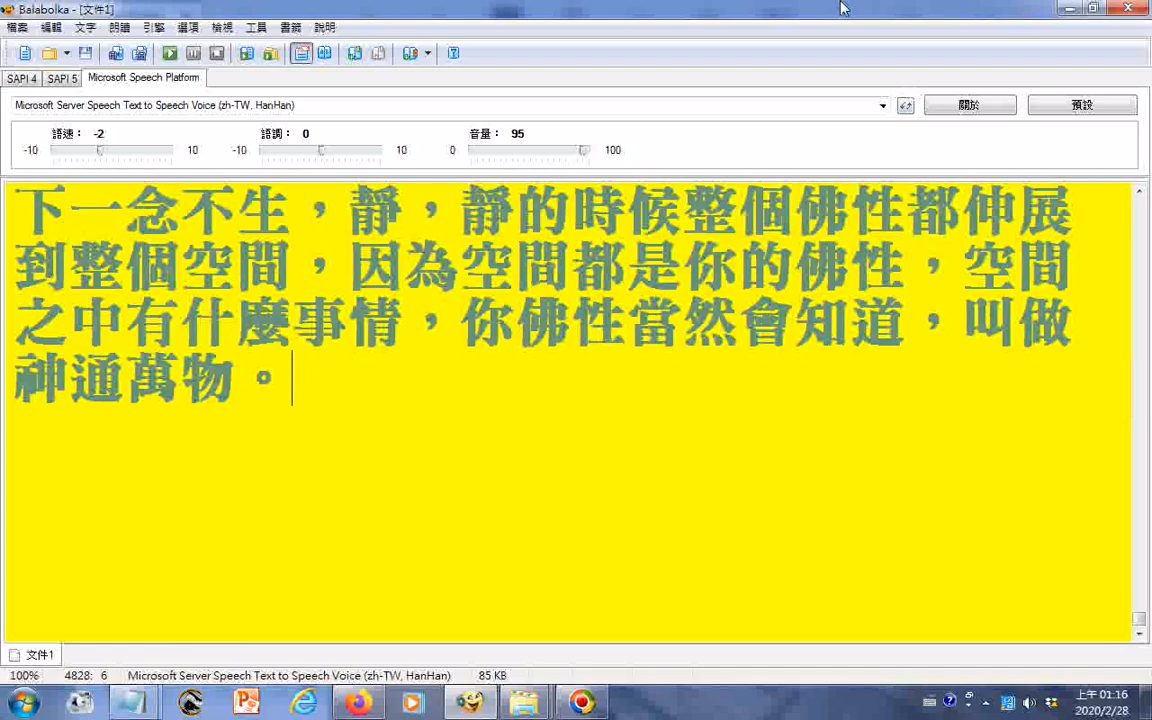 Balabolka - [文件1]
檔案 編輯 文字 朗讀 引擎 選項 檢視 工具 書籤 說明
SAPI 4 SAPI 5 Microsoft Speech Platform
Microsoft Server Speech Text to Speech Voice (zh-TW, HanHan) 關於 預設
語速： -2 語調： 0 音量： 95
-10 10 -10 10 0 100
下一念不生，靜，靜的時候整個佛性都伸展
到整個空間，因為空間都是你的佛性，空間
之中有什麼事情，你佛性當然會知道，叫做
神通萬物。
文件1
100% 4828: 6 Microsoft Server Speech Text to Speech Voice (zh-TW, HanHan) 85 KB
上午 01:16
2020/2/28